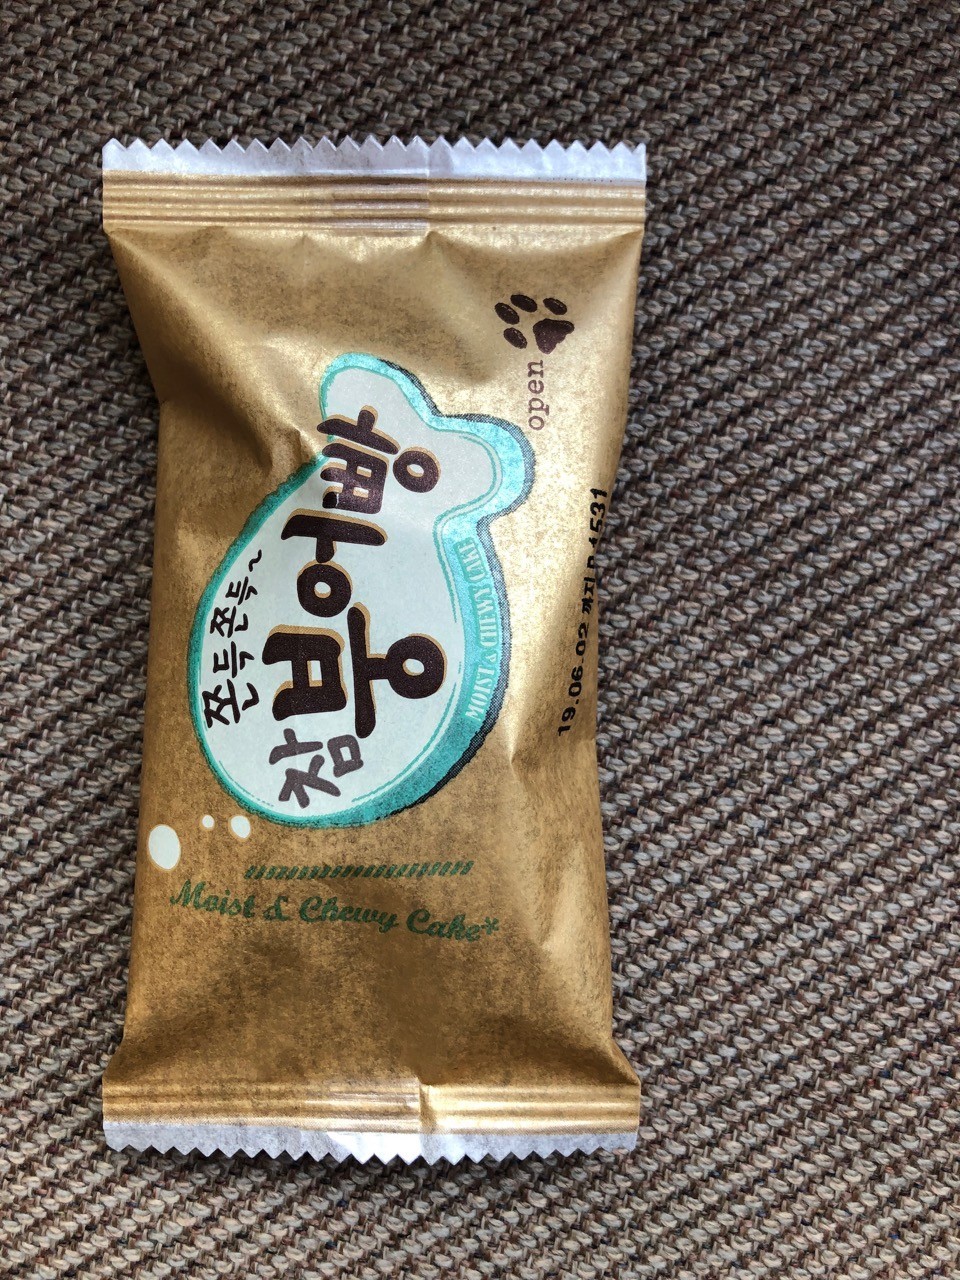 open
쫀득쫀득~
참붕어빵
MOIST & CHEWY CAKE
19.06.02 까지 D 1531
Moist & Chewy Cake*